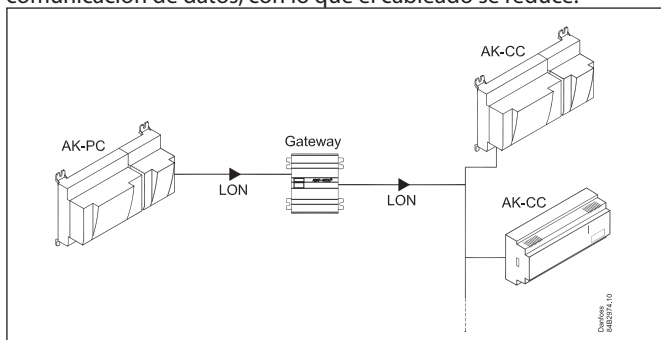 comunicación de datos, con lo que el cableado se reduce.
AK-CC
AK-PC
Gateway
LON
LON
AK-CC
Danfoss
84B2974.10